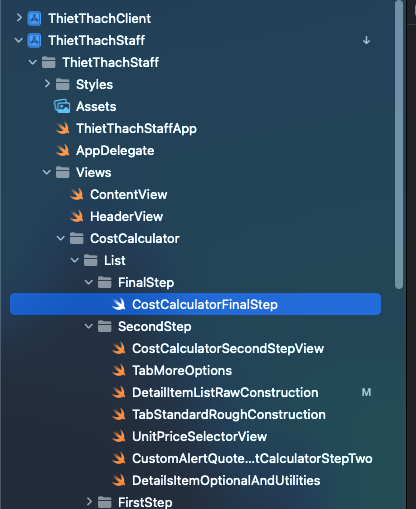 ThietThachClient
ThietThachStaff
ThietThachStaff
Styles
Assets
ThietThachStaffApp
AppDelegate
Views
ContentView
HeaderView
CostCalculator
List
FinalStep
CostCalculatorFinalStep
SecondStep
CostCalculatorSecondStepView
TabMoreOptions
DetailItemListRawConstruction M
TabStandardRoughConstruction
UnitPriceSelectorView
CustomAlertQuote...tCalculatorStepTwo
DetailsItemOptionalAndUtilities
FirstStep